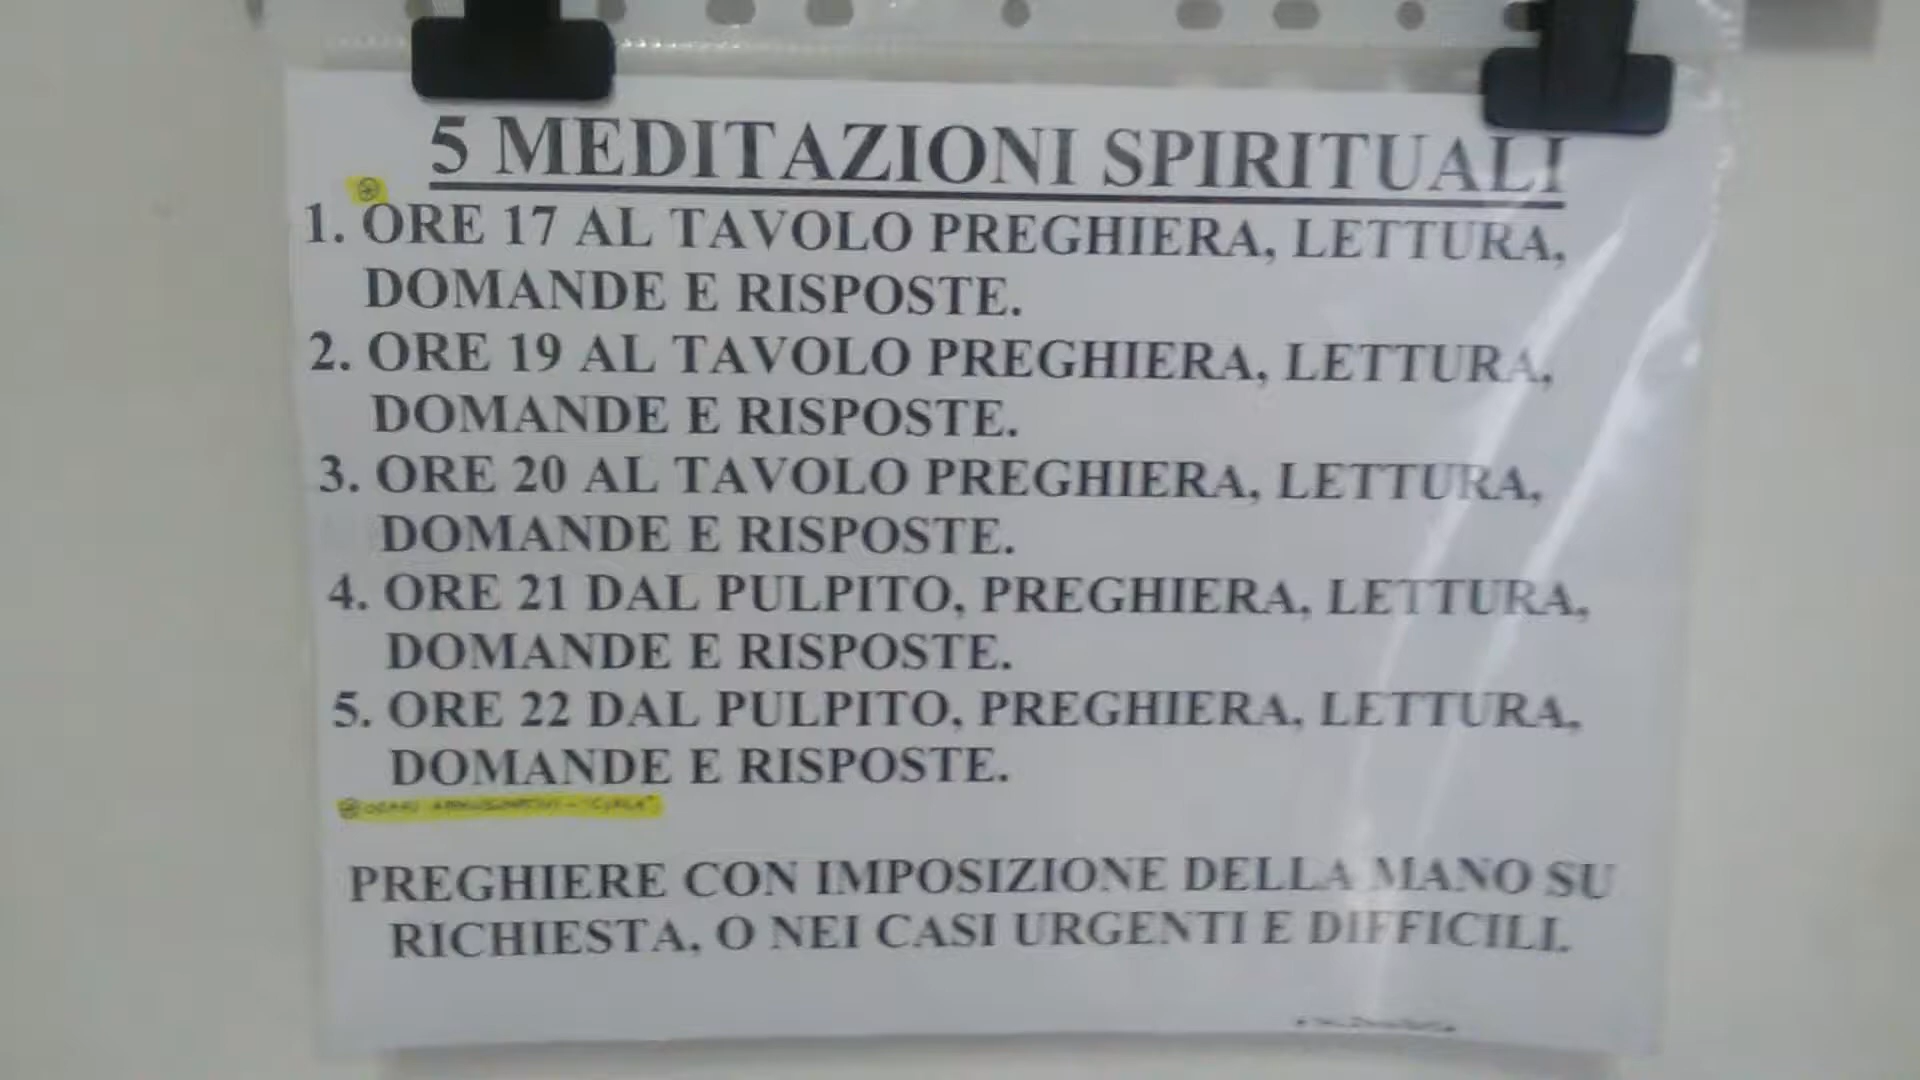 5 MEDITAZIONI SPIRITUALI
1. ORE 17 AL TAVOLO PREGHIERA, LETTURA,
DOMANDE E RISPOSTE.
2. ORE 19 AL TAVOLO PREGHIERA, LETTURA,
DOMANDE E RISPOSTE.
3. ORE 20 AL TAVOLO PREGHIERA, LETTURA,
DOMANDE E RISPOSTE.
4. ORE 21 DAL PULPITO, PREGHIERA, LETTURA,
DOMANDE E RISPOSTE.
5. ORE 22 DAL PULPITO, PREGHIERA, LETTURA,
DOMANDE E RISPOSTE.
ORARI APPROSSIMATIVI - "CIRCA"
PREGHIERE CON IMPOSIZIONE DELLA MANO SU
RICHIESTA, O NEI CASI URGENTI E DIFFICILI.